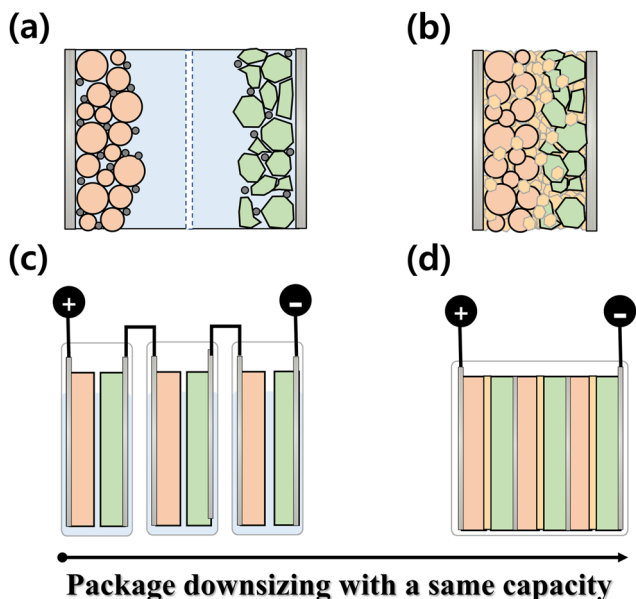 (a)
(b)
(c)
(d)
+
-
+
-
Package downsizing with a same capacity